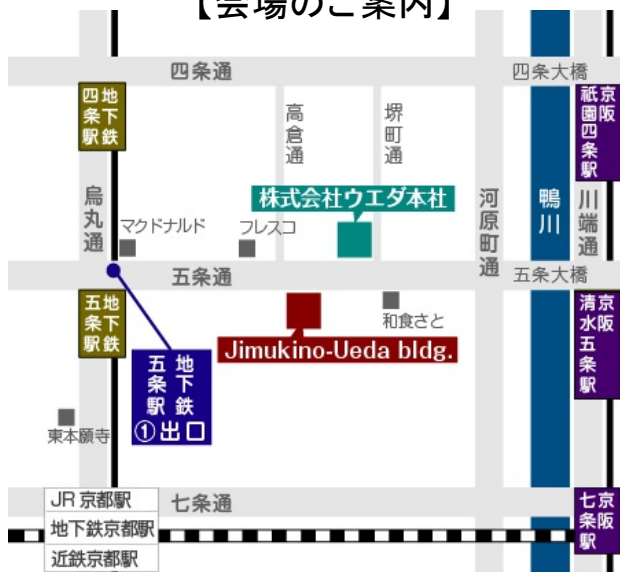 【会場のご案内】
四条通
四条大橋
地下鉄
四条駅
高倉通
堺町通
京阪
祇園四条駅
株式会社ウエダ本社
烏丸通
マクドナルド
フレスコ
河原町通
鴨川
川端通
五条通
五条大橋
地下鉄
五条駅
和食さと
京阪
清水五条駅
Jimukino-Ueda bldg.
地下鉄
五条駅
①出口
東本願寺
JR 京都駅
地下鉄京都駅
近鉄京都駅
七条通
京阪
七条駅